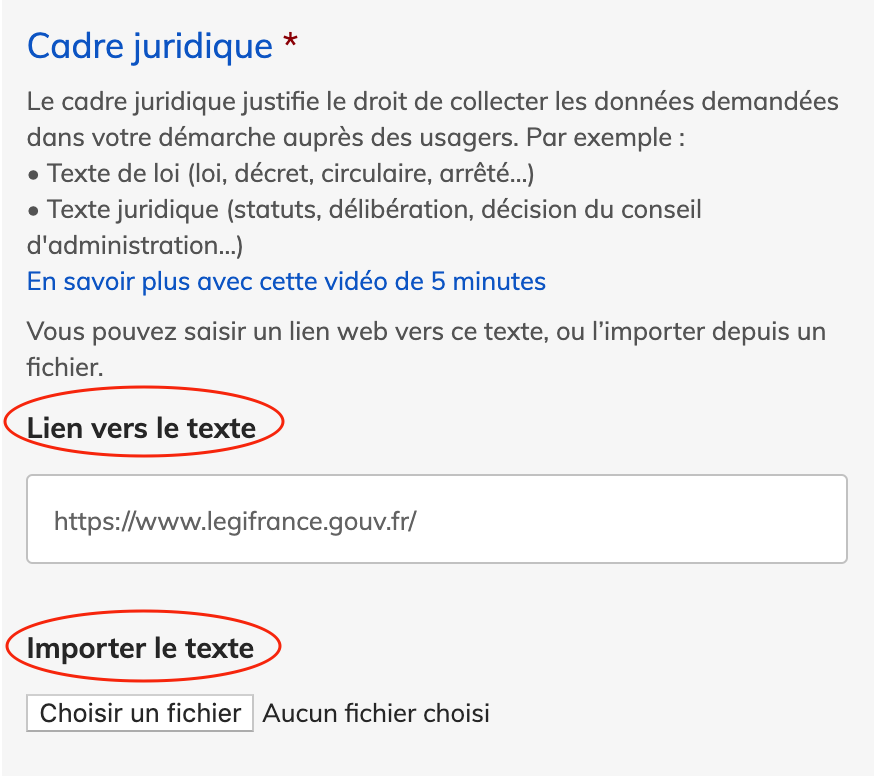 Cadre juridique *
Le cadre juridique justifie le droit de collecter les données demandées
dans votre démarche auprès des usagers. Par exemple :
• Texte de loi (loi, décret, circulaire, arrêté...)
• Texte juridique (statuts, délibération, décision du conseil
d'administration...)
En savoir plus avec cette vidéo de 5 minutes
Vous pouvez saisir un lien web vers ce texte, ou l’importer depuis un
fichier.
Lien vers le texte
https://www.legifrance.gouv.fr/
Importer le texte
Choisir un fichier Aucun fichier choisi